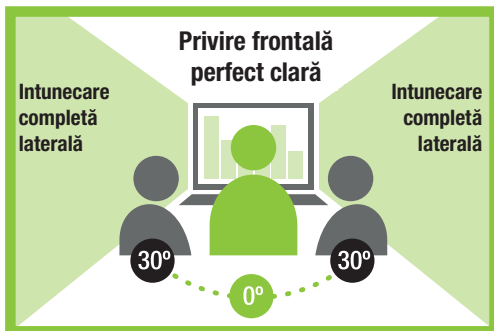 Privire frontală
perfect clară
Intunecare
completă
laterală
Intunecare
completă
laterală
30º
30º
0º